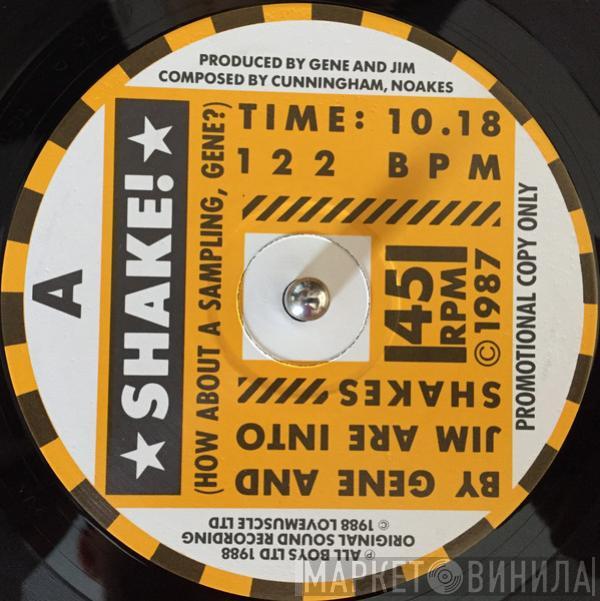 PRODUCED BY GENE AND JIM
COMPOSED BY CUNNINGHAM, NOAKES
A
SHAKE!
(HOW ABOUT A SAMPLING, GENE?)
TIME: 10.18
122 BPM
45
RPM
© 1987
PROMOTIONAL COPY ONLY
BY GENE AND
JIM ARE INTO
SHAKES
℗ ALL BOYS LTD 1988
ORIGINAL SOUND RECORDING
© 1988 LOVEMUSCLE LTD
МАРКЕТ ВИНИЛА